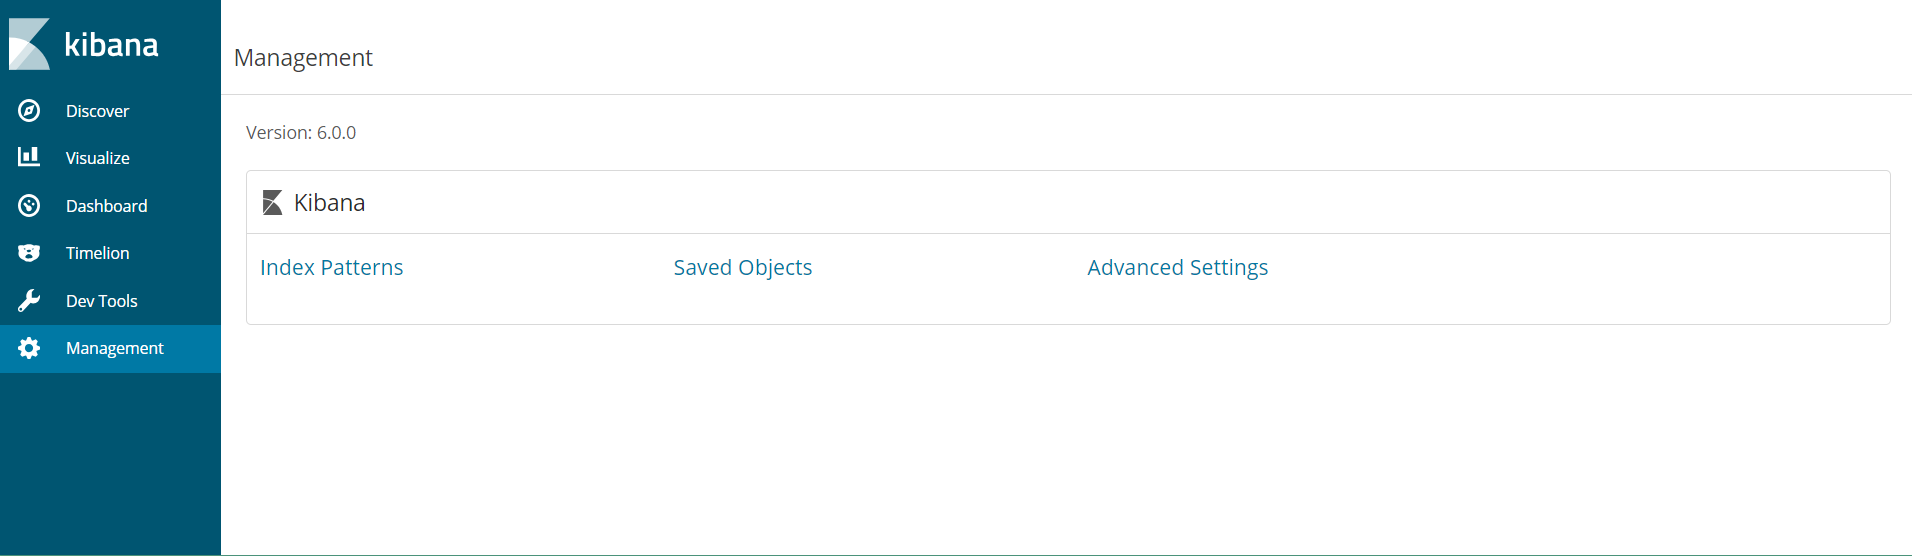 kibana
Discover
Visualize
Dashboard
Timelion
Dev Tools
Management
Management
Version: 6.0.0
Kibana
Index Patterns
Saved Objects
Advanced Settings